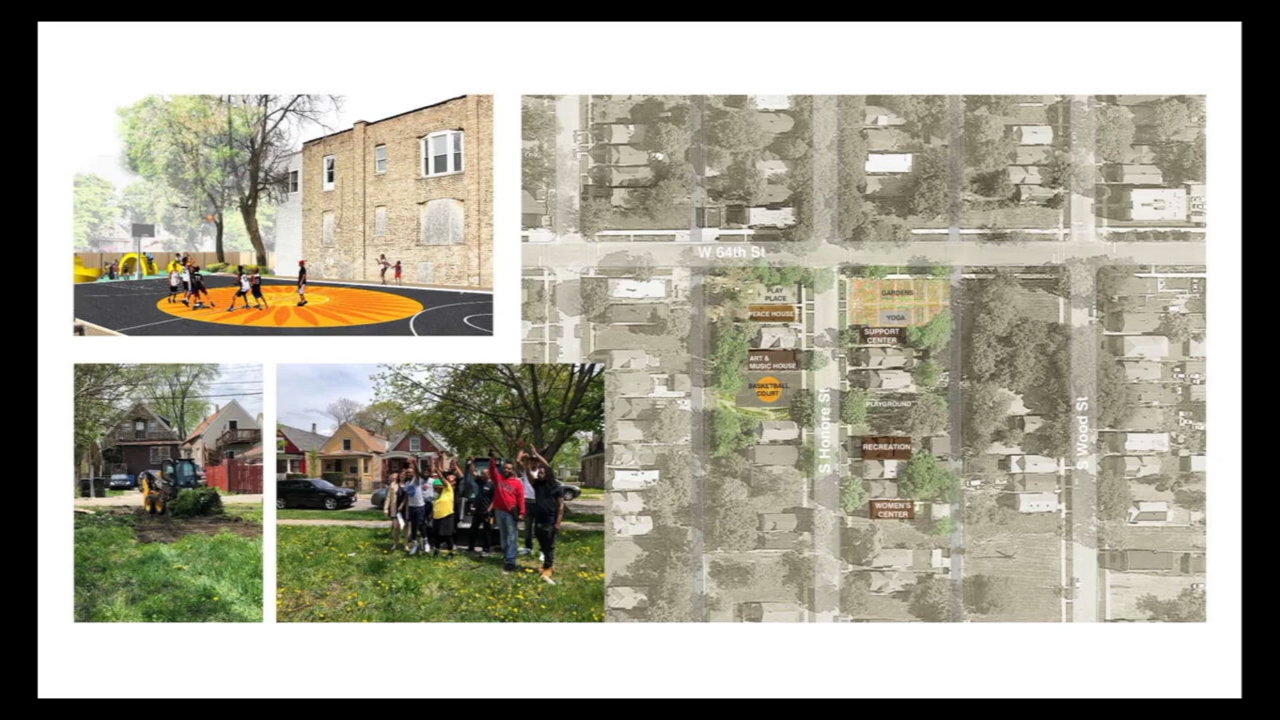 W 64th St
PLAY
PLACE
PEACE HOUSE
ART &
MUSIC HOUSE
BASKETBALL
COURT
S Honore St
GARDENS
YOGA
SUPPORT
CENTER
PLAYGROUND
RECREATION
WOMEN'S
CENTER
S Wood St